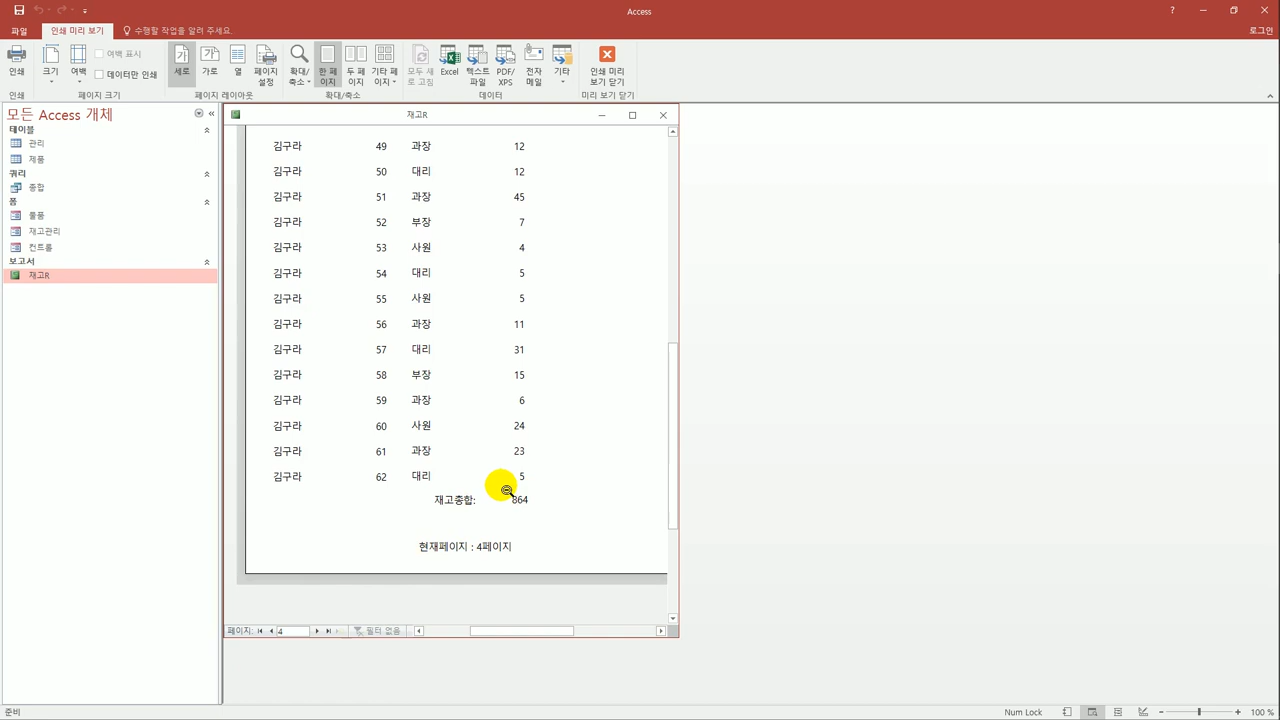 Access
로그인
파일
인쇄 미리 보기
수행할 작업을 알려 주세요.
인쇄
크기
여백
여백 표시
데이터만 인쇄
세로
가로
열
페이지 설정
확대/축소
한 페이지
두 페이지
기타 페이지
모두 새로 고침
Excel
텍스트 파일
PDF/XPS
전자 메일
기타
인쇄 미리 보기 닫기
인쇄
페이지 크기
페이지 레이아웃
확대/축소
데이터
미리 보기 닫기
모든 Access 개체
테이블
관리
제품
쿼리
종합
폼
물품
재고관리
컨트롤
보고서
재고R
재고R
김구라 49 과장 12
김구라 50 대리 12
김구라 51 과장 45
김구라 52 부장 7
김구라 53 사원 4
김구라 54 대리 5
김구라 55 사원 5
김구라 56 과장 11
김구라 57 대리 31
김구라 58 부장 15
김구라 59 과장 6
김구라 60 사원 24
김구라 61 과장 23
김구라 62 대리 5
재고종합: 864
현재페이지 : 4페이지
페이지: 4
필터 없음
준비
Num Lock
100 %